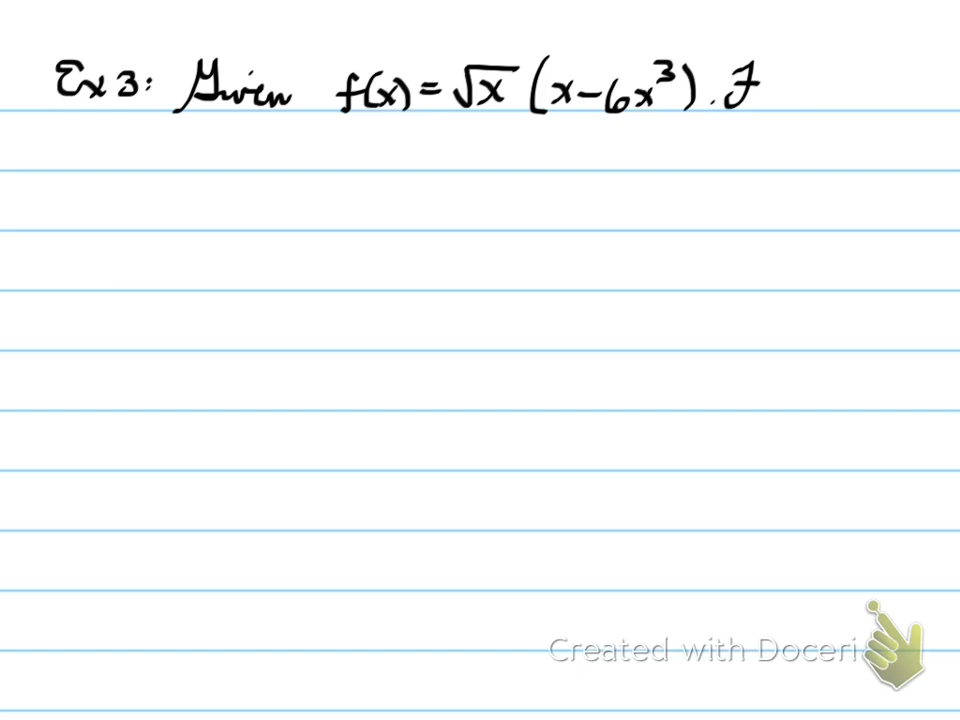 Ex 3: Given f(x) = √x (x - 6x³). F
Created with Doceri